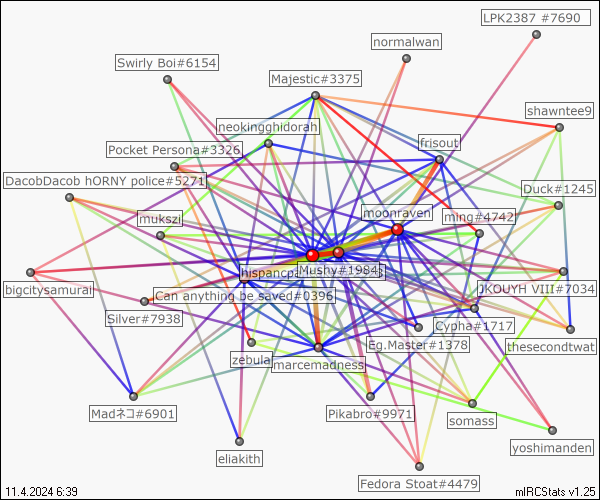 LPK2387 #7690
normalwan
Swirly Boi#6154
Majestic#3375
shawntee9
neokingghidorah
frisout
Pocket Persona#3326
DacobDacob hORNY police#5271
Duck#1245
moonraven
ming#4742
mukszi
hispancp
Mushy#1984
bigcitysamurai
JKOUYH VIII#7034
Can anything be saved#0396
Silver#7938
Cypha#1717
Eg.Master#1378
thesecondtwat
zebula
marcemadness
Madネコ#6901
Pikabro#9971
somass
yoshimanden
eliakith
Fedora Stoat#4479
11.4.2024 6:39
mIRCStats v1.25